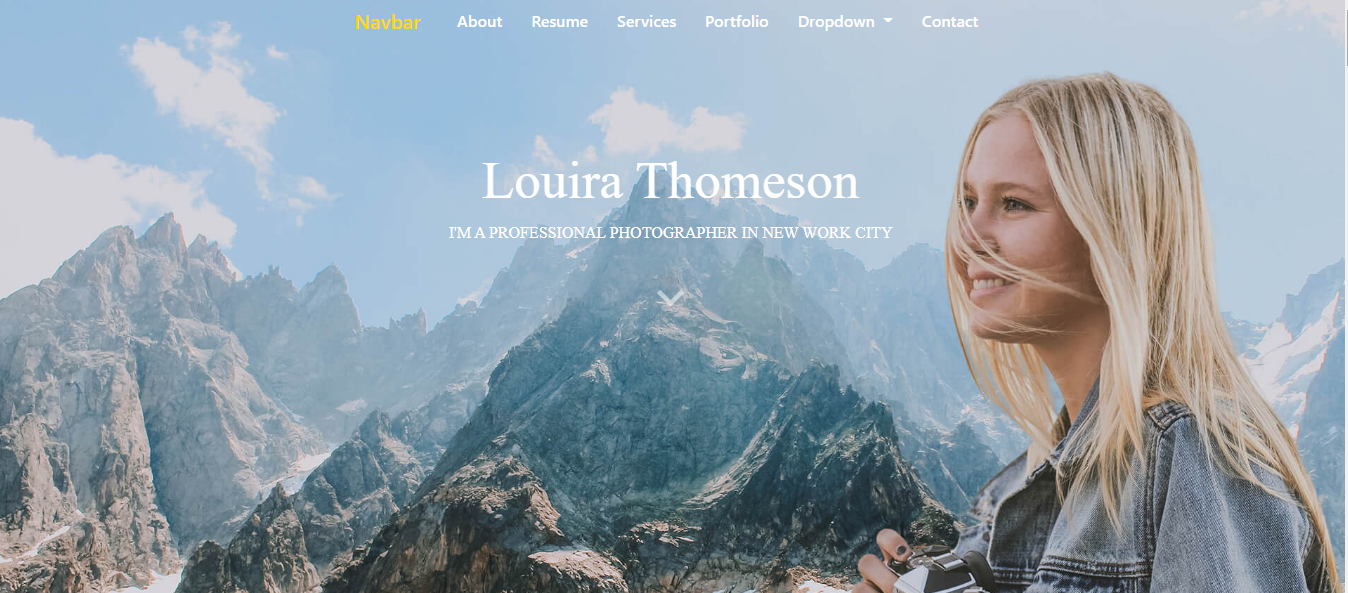 Navbar About Resume Services Portfolio Dropdown Contact
Louira Thomeson
I'M A PROFESSIONAL PHOTOGRAPHER IN NEW WORK CITY